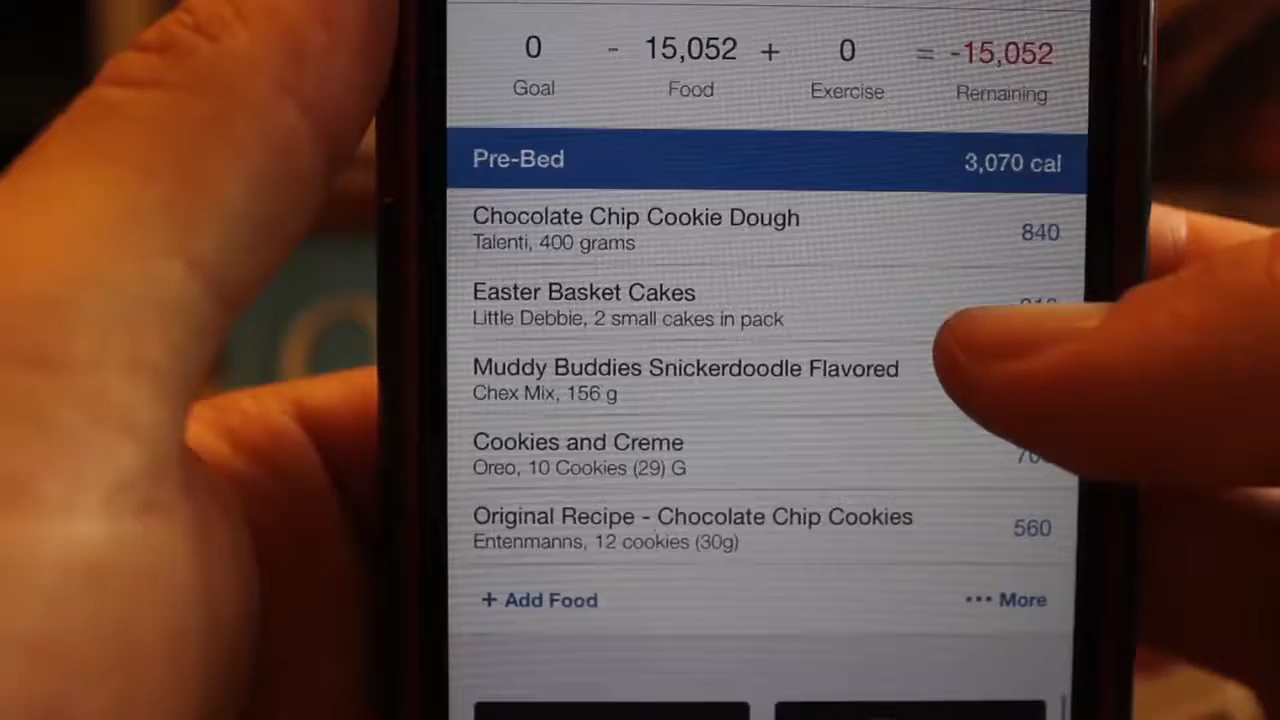 0 - 15,052 + 0 = -15,052
Goal Food Exercise Remaining
Pre-Bed 3,070 cal
Chocolate Chip Cookie Dough
Talenti, 400 grams 840
Easter Basket Cakes
Little Debbie, 2 small cakes in pack
Muddy Buddies Snickerdoodle Flavored
Chex Mix, 156 g
Cookies and Creme
Oreo, 10 Cookies (29) G
Original Recipe - Chocolate Chip Cookies
Entenmanns, 12 cookies (30g) 560
+ Add Food ••• More